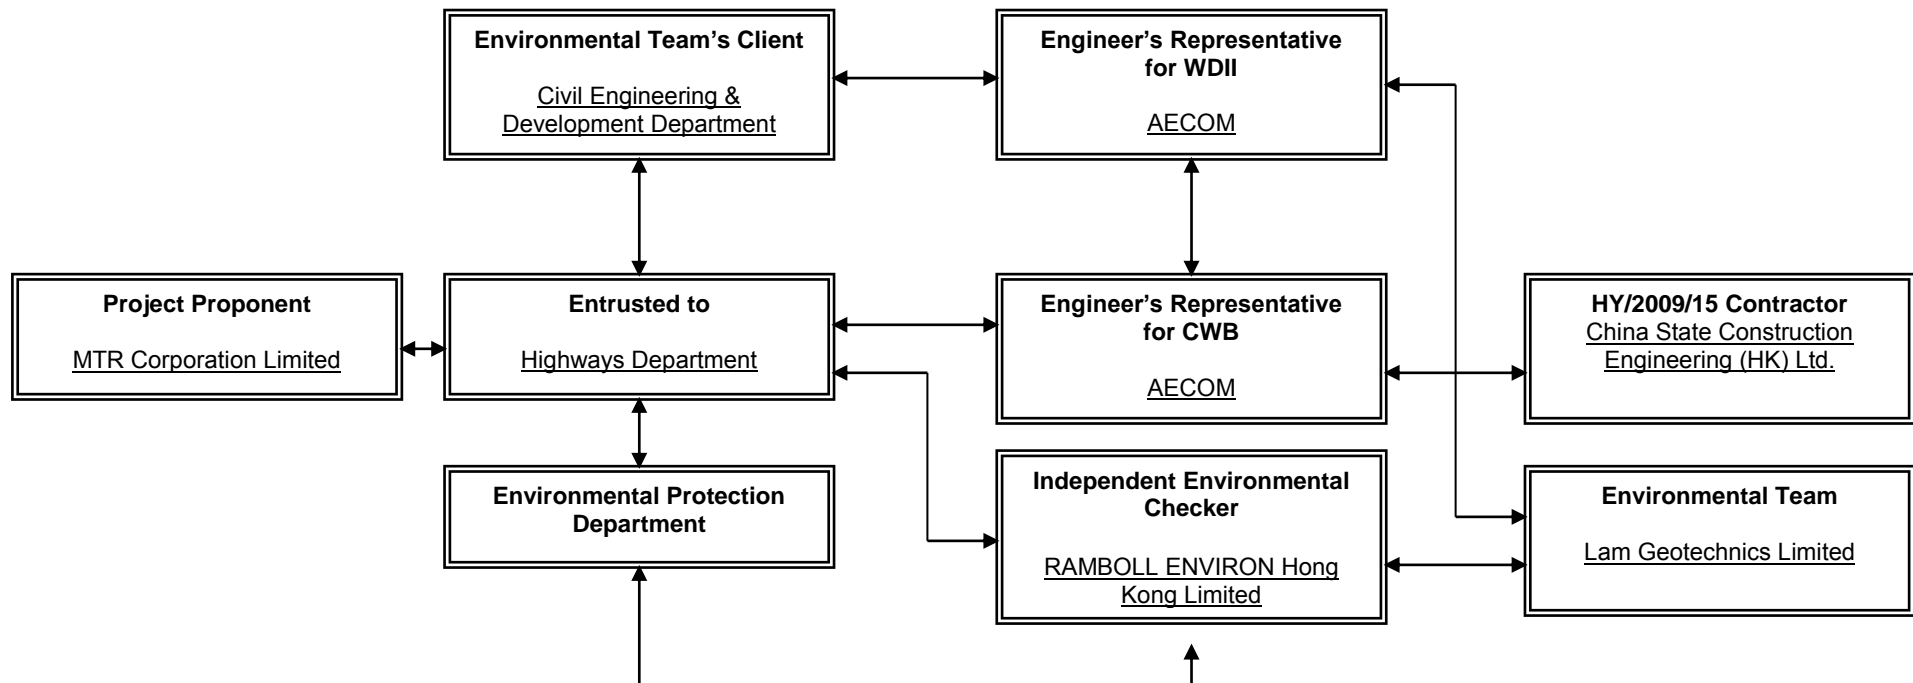 Environmental Team’s Client
Civil Engineering &
Development Department
Engineer’s Representative
for WDII
AECOM
Project Proponent
MTR Corporation Limited
Entrusted to
Highways Department
Engineer’s Representative
for CWB
AECOM
HY/2009/15 Contractor
China State Construction
Engineering (HK) Ltd.
Environmental Protection
Department
Independent Environmental
Checker
RAMBOLL ENVIRON Hong
Kong Limited
Environmental Team
Lam Geotechnics Limited